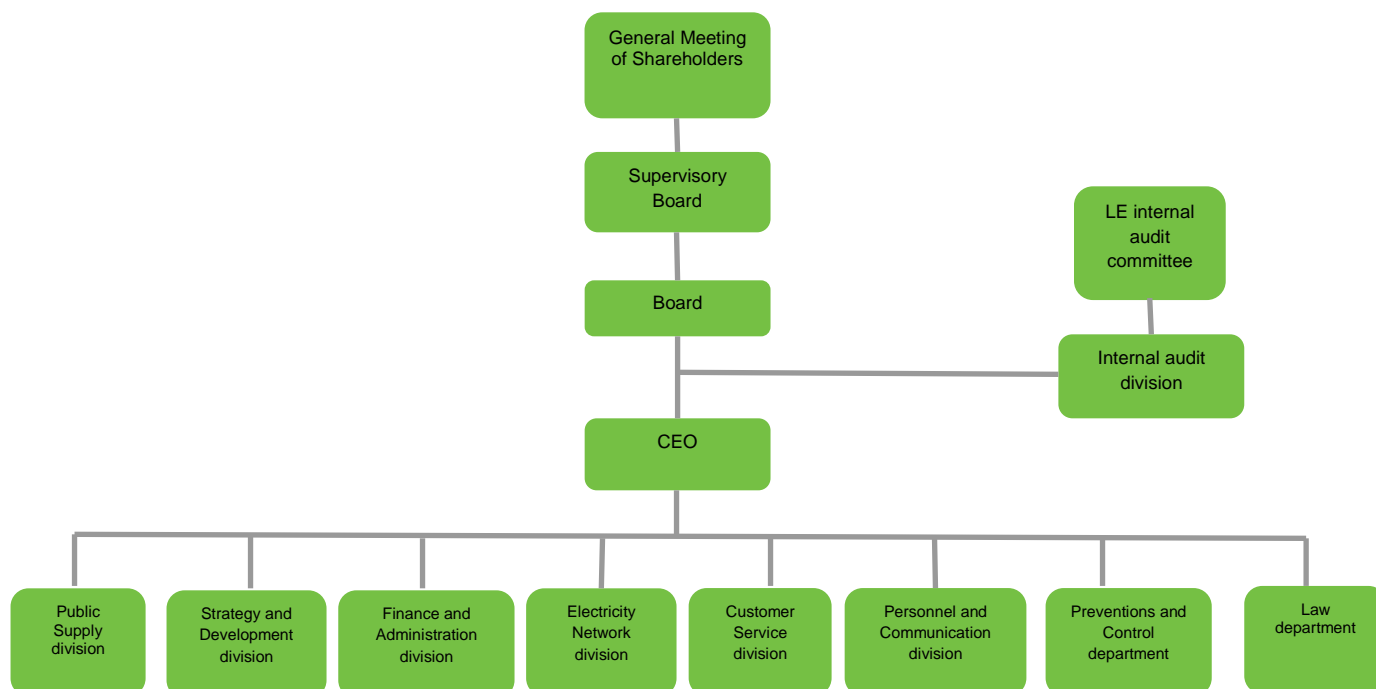 General Meeting
of Shareholders
Supervisory
Board
LE internal
audit
committee
Board
Internal audit
division
CEO
Public
Supply
division
Strategy and
Development
division
Finance and
Administration
division
Electricity
Network
division
Customer
Service
division
Personnel and
Communication
division
Preventions and
Control
department
Law
department